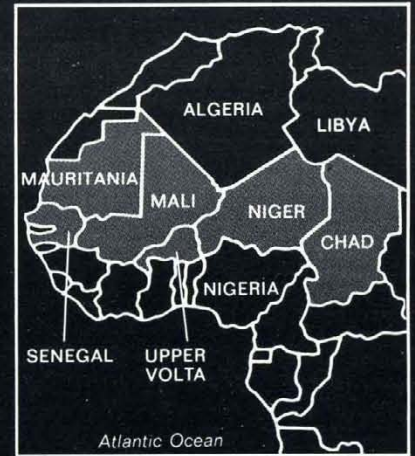 ALGERIA
LIBYA
MAURITANIA
MALI
NIGER
CHAD
NIGERIA
SENEGAL
UPPER
VOLTA
Atlantic Ocean